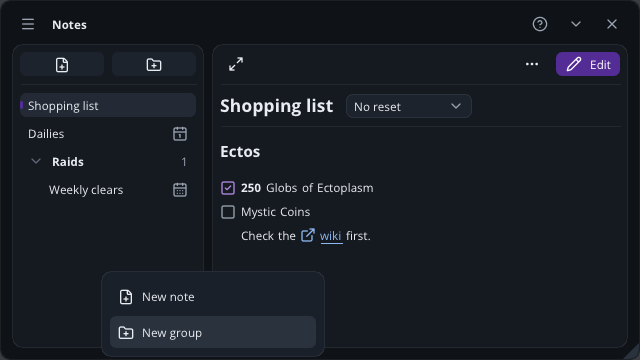 Notes
Edit
Shopping list
Dailies
Raids 1
Weekly clears
Shopping list No reset
Ectos
250 Globs of Ectoplasm
Mystic Coins
Check the wiki first.
New note
New group